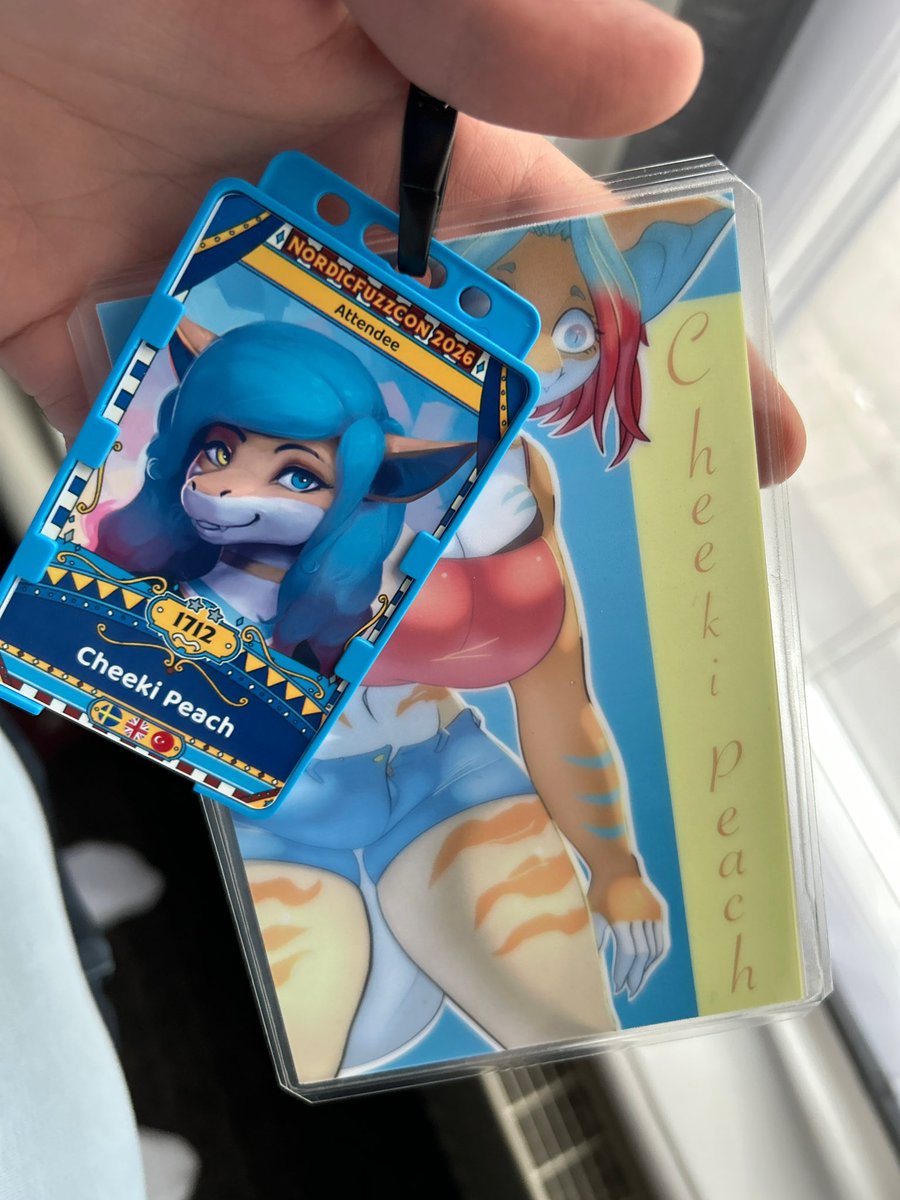 NORDICFUZZCON 2026
Attendee
1712
Cheeki Peach
Cheeki peach